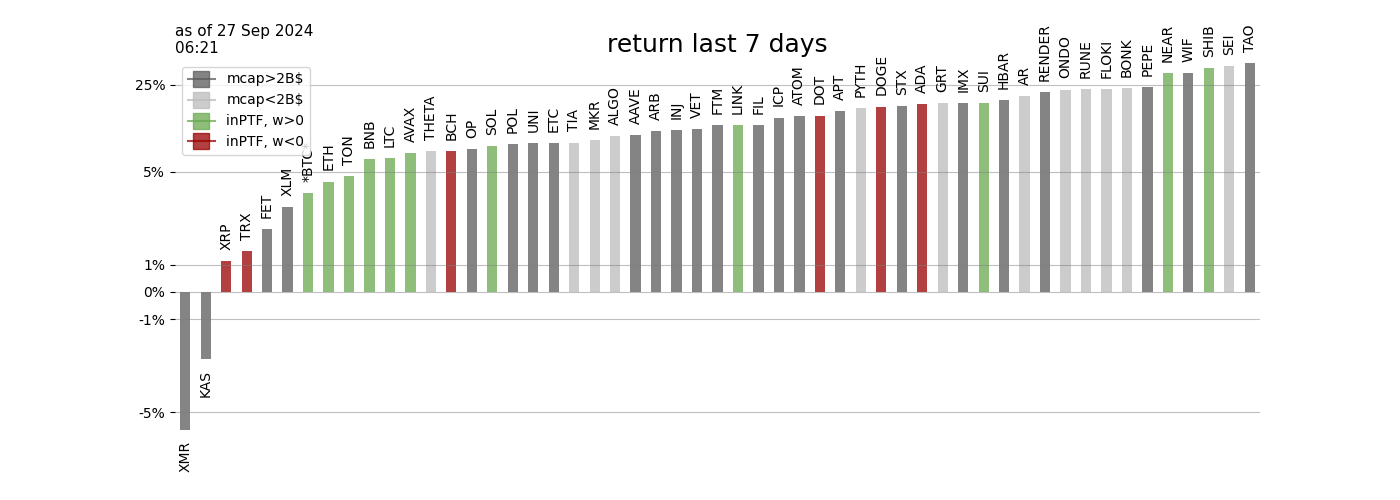 as of 27 Sep 2024
06:21
return last 7 days
mcap>2B$
mcap<2B$
inPTF, w>0
inPTF, w<0
25%
5%
1%
0%
-1%
-5%
XMR
KAS
XRP
TRX
FET
XLM
*BTC*
ETH
TON
BNB
LTC
AVAX
THETA
BCH
OP
SOL
POL
UNI
ETC
TIA
MKR
ALGO
AAVE
ARB
INJ
VET
FTM
LINK
FIL
ICP
ATOM
DOT
APT
PYTH
DOGE
STX
ADA
GRT
IMX
SUI
HBAR
AR
RENDER
ONDO
RUNE
FLOKI
BONK
PEPE
NEAR
WIF
SHIB
SEI
TAO